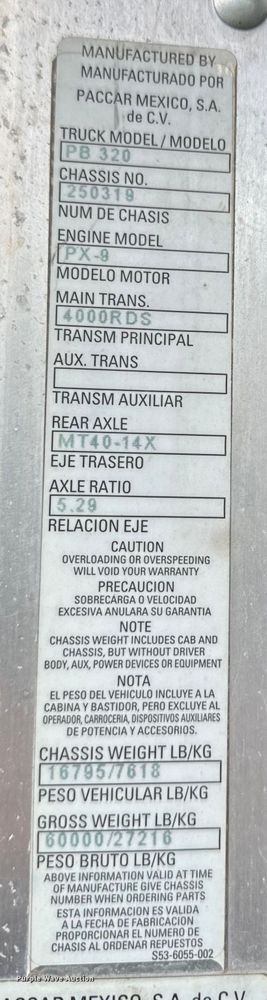 MANUFACTURED BY
MANUFACTURADO POR
PACCAR MEXICO, S.A.
de C.V.
TRUCK MODEL / MODELO
PB 320
CHASSIS NO.
250319
NUM DE CHASIS
ENGINE MODEL
PX-9
MODELO MOTOR
MAIN TRANS.
4000RDS
TRANSM PRINCIPAL
AUX. TRANS
TRANSM AUXILIAR
REAR AXLE
MT40-14X
EJE TRASERO
AXLE RATIO
5.29
RELACION EJE
CAUTION
OVERLOADING OR OVERSPEEDING
WILL VOID YOUR WARRANTY
PRECAUCION
SOBRECARGA O VELOCIDAD
EXCESIVA ANULARA SU GARANTIA
NOTE
CHASSIS WEIGHT INCLUDES CAB AND
CHASSIS, BUT WITHOUT DRIVER
BODY, AUX, POWER DEVICES OR EQUIPMENT
NOTA
EL PESO DEL VEHICULO INCLUYE A LA
CABINA Y BASTIDOR, PERO EXCLUYE AL
OPERADOR, CARROCERIA, DISPOSITIVOS AUXILIARES
DE POTENCIA Y ACCESORIOS.
CHASSIS WEIGHT LB/KG
16795/7618
PESO VEHICULAR LB/KG
GROSS WEIGHT LB/KG
60000/27216
PESO BRUTO LB/KG
ABOVE INFORMATION VALID AT TIME
OF MANUFACTURE GIVE CHASSIS
NUMBER WHEN ORDERING PARTS
ESTA INFORMACION ES VALIDA
A LA FECHA DE FABRICACION
PROPORCIONAR EL NUMERO DE
CHASIS AL ORDENAR REPUESTOS
S53-6055-002
Purple Wave Auction
PACCAR MEXICO, S.A. de C.V.